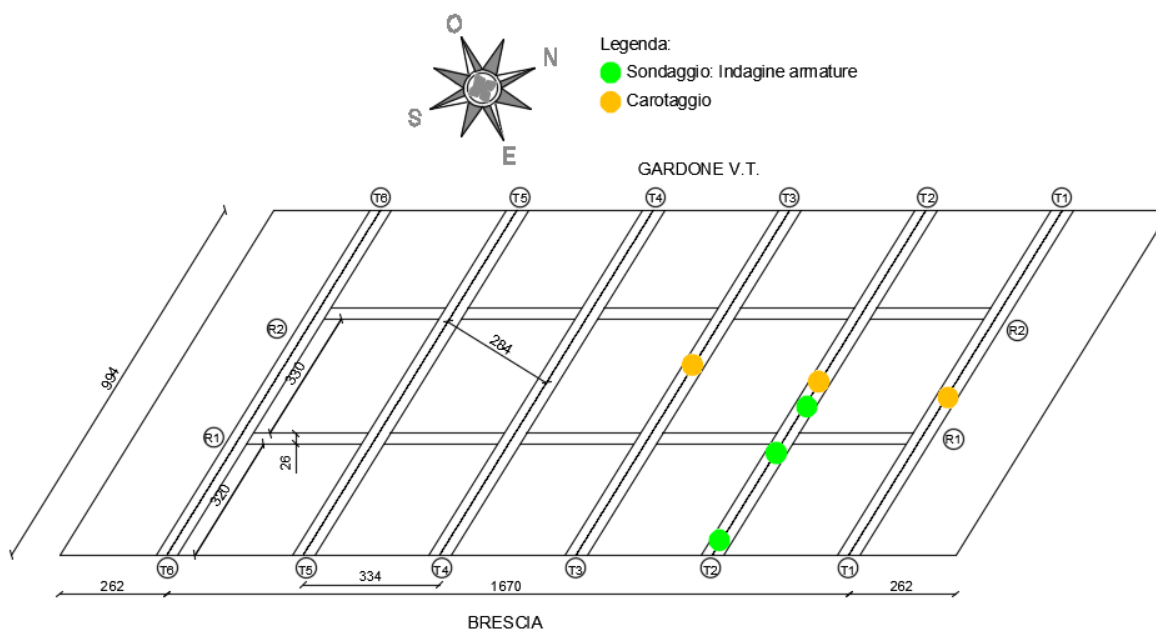 O
N
S
E
Legenda:
Sondaggio: Indagine armature
Carotaggio
GARDONE V.T.
T6
T5
T4
T3
T2
T1
R2
R2
994
330
284
R1
R1
26
320
T6
T5
T4
T3
T2
T1
262
334
1670
262
BRESCIA